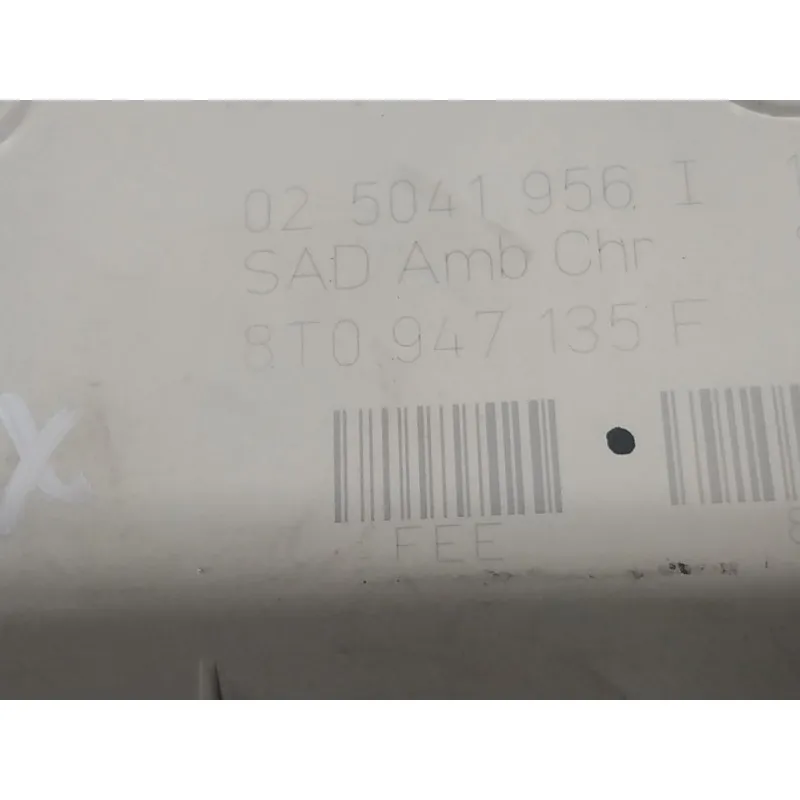 02 5041 956 I
SAD Amb Chr
8T0 947 135 F
FEE
X